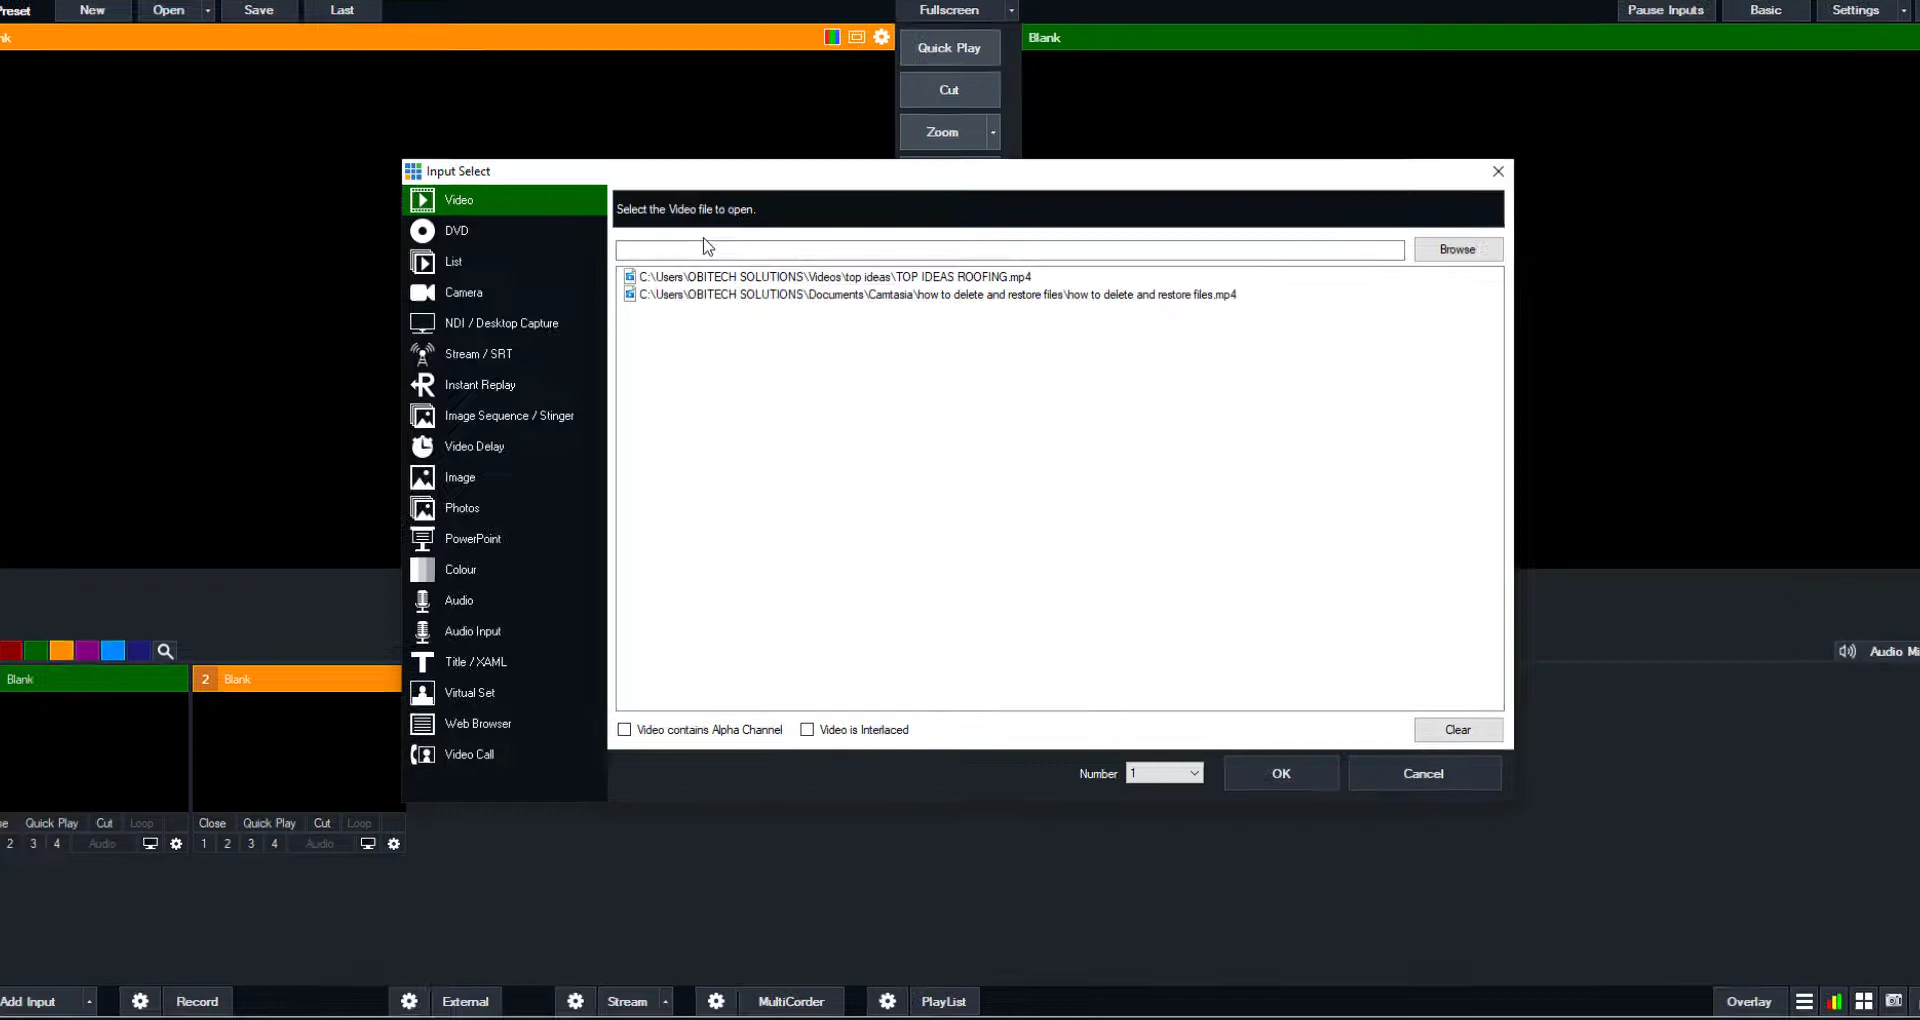 Preset New Open Save Last Fullscreen Pause Inputs Basic Settings
Blank
Quick Play
Cut
Zoom
Input Select
Video
DVD
List
Camera
NDI / Desktop Capture
Stream / SRT
Instant Replay
Image Sequence / Stinger
Video Delay
Image
Photos
PowerPoint
Colour
Audio
Audio Input
Title / XAML
Virtual Set
Web Browser
Video Call
Select the Video file to open.
Browse
C:\Users\OBITECH SOLUTIONS\Videos\top ideas\TOP IDEAS ROOFING.mp4
C:\Users\OBITECH SOLUTIONS\Documents\Camtasia\how to delete and restore files\how to delete and restore files.mp4
Video contains Alpha Channel Video is Interlaced Clear
Number 1 OK Cancel
Audio Mi
Blank 2 Blank
Quick Play Cut Loop Close Quick Play Cut Loop
2 3 4 Audio 1 2 3 4 Audio
Add Input Record External Stream MultiCorder PlayList Overlay